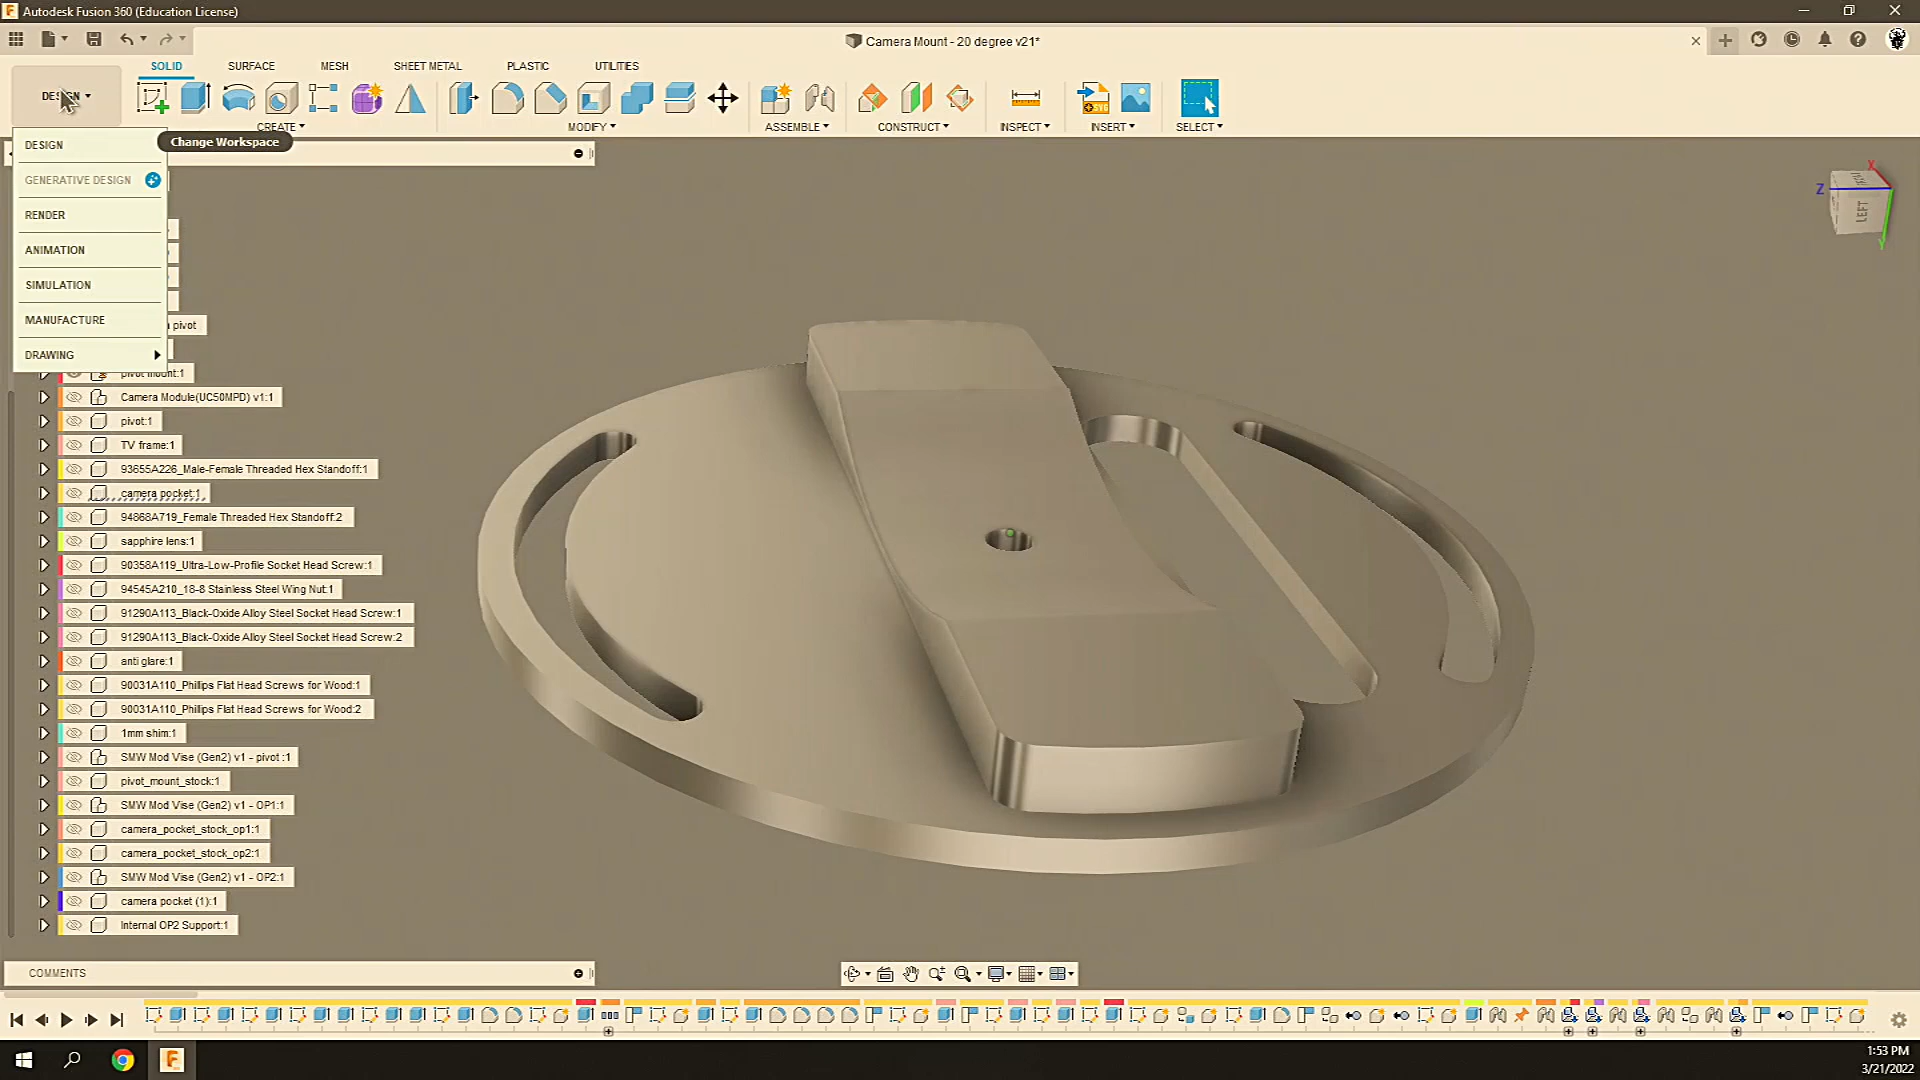 Autodesk Fusion 360 (Education License)
Camera Mount - 20 degree v21*
SOLID
SURFACE
MESH
SHEET METAL
PLASTIC
UTILITIES
DESIGN
CREATE
MODIFY
ASSEMBLE
CONSTRUCT
INSPECT
INSERT
SELECT
Change Workspace
DESIGN
GENERATIVE DESIGN
RENDER
ANIMATION
SIMULATION
MANUFACTURE
pivot
DRAWING
pivot mount:1
Camera Module(UC50MPD) v1:1
pivot:1
TV frame:1
93655A226_Male-Female Threaded Hex Standoff:1
camera pocket:1
94868A719_Female Threaded Hex Standoff:2
sapphire lens:1
90358A119_Ultra-Low-Profile Socket Head Screw:1
94545A210_18-8 Stainless Steel Wing Nut:1
91290A113_Black-Oxide Alloy Steel Socket Head Screw:1
91290A113_Black-Oxide Alloy Steel Socket Head Screw:2
anti glare:1
90031A110_Phillips Flat Head Screws for Wood:1
90031A110_Phillips Flat Head Screws for Wood:2
1mm shim:1
SMW Mod Vise (Gen2) v1 - pivot :1
pivot_mount_stock:1
SMW Mod Vise (Gen2) v1 - OP1:1
camera_pocket_stock_op1:1
camera_pocket_stock_op2:1
SMW Mod Vise (Gen2) v1 - OP2:1
camera pocket (1):1
Internal OP2 Support:1
X
Z
LEFT
Y
COMMENTS
1:53 PM
3/21/2022